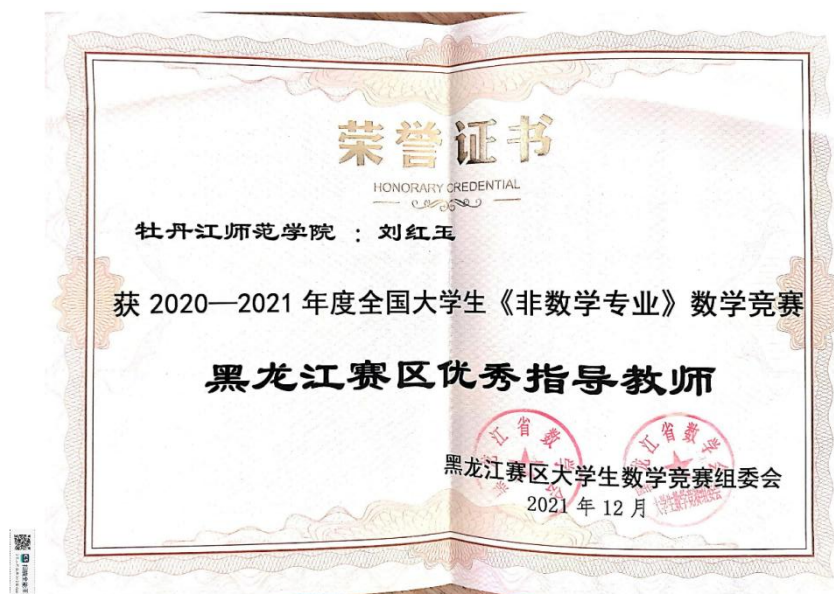 荣誉证书
HONORARY CREDENTIAL
牡丹江师范学院 ：刘红玉
获 2020—2021 年度全国大学生《非数学专业》数学竞赛
黑龙江赛区优秀指导教师
黑龙江赛区大学生数学竞赛组委会
2021 年 12 月